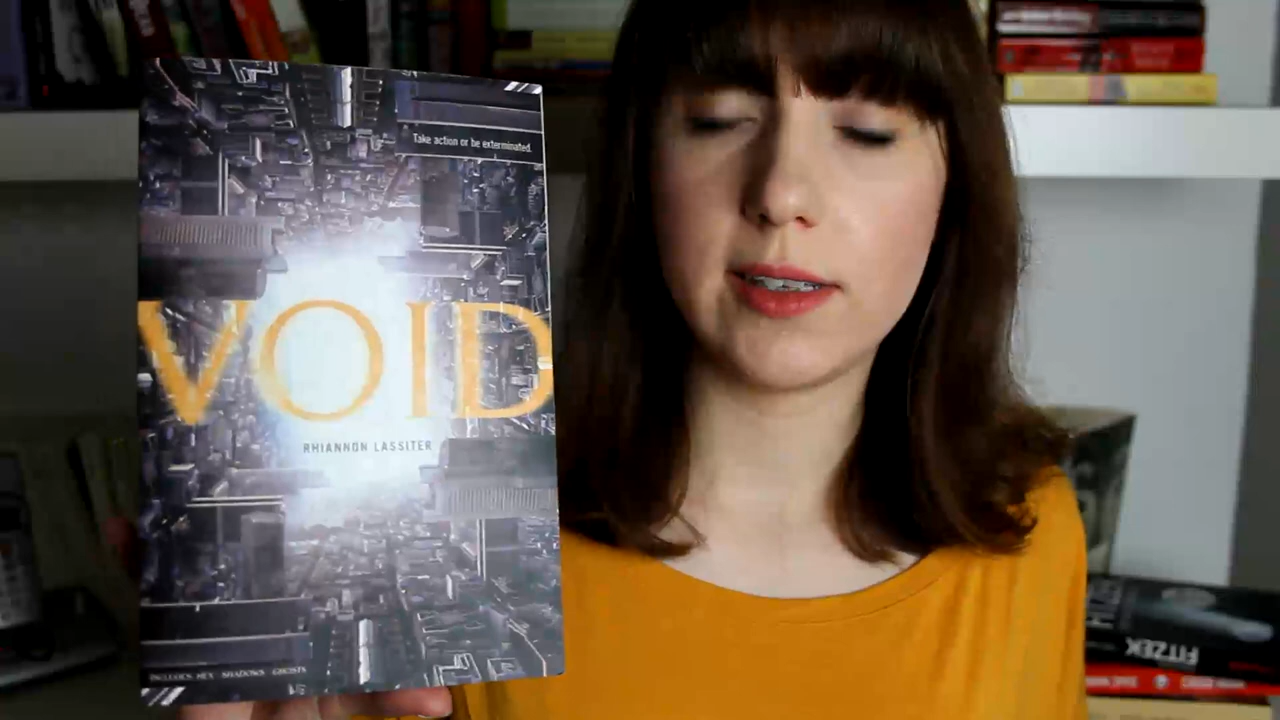 Take action or be exterminated.
VOID
RHIANNON LASSITER
INCLUDES HEX SHADOWS GHOSTS
FITZEK